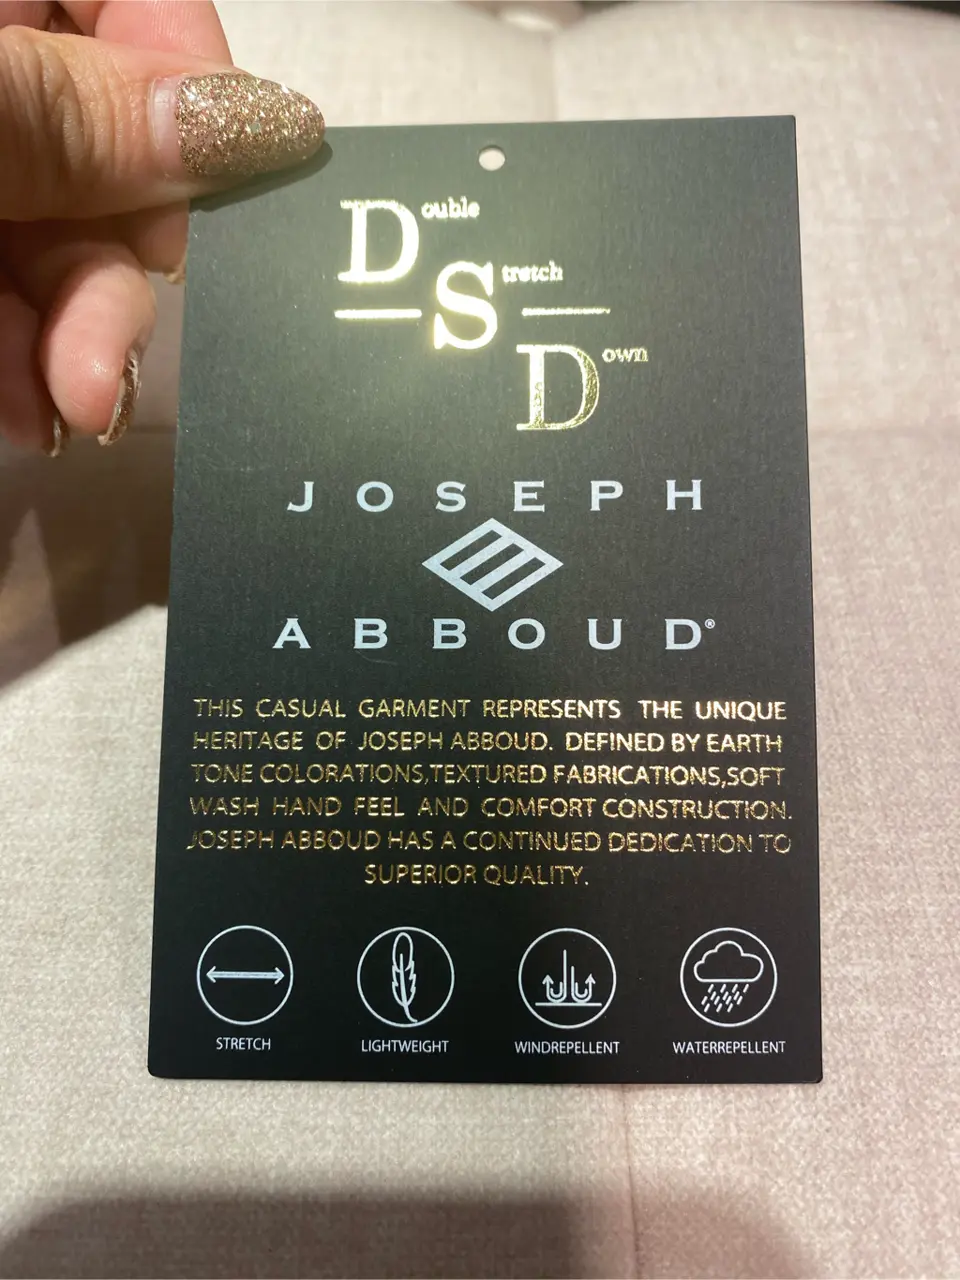 Double
Stretch
Down
JOSEPH
ABBOUD®
THIS CASUAL GARMENT REPRESENTS THE UNIQUE
HERITAGE OF JOSEPH ABBOUD. DEFINED BY EARTH
TONE COLORATIONS,TEXTURED FABRICATIONS,SOFT
WASH HAND FEEL AND COMFORT CONSTRUCTION.
JOSEPH ABBOUD HAS A CONTINUED DEDICATION TO
SUPERIOR QUALITY.
STRETCH LIGHTWEIGHT WINDREPELLENT WATERREPELLENT